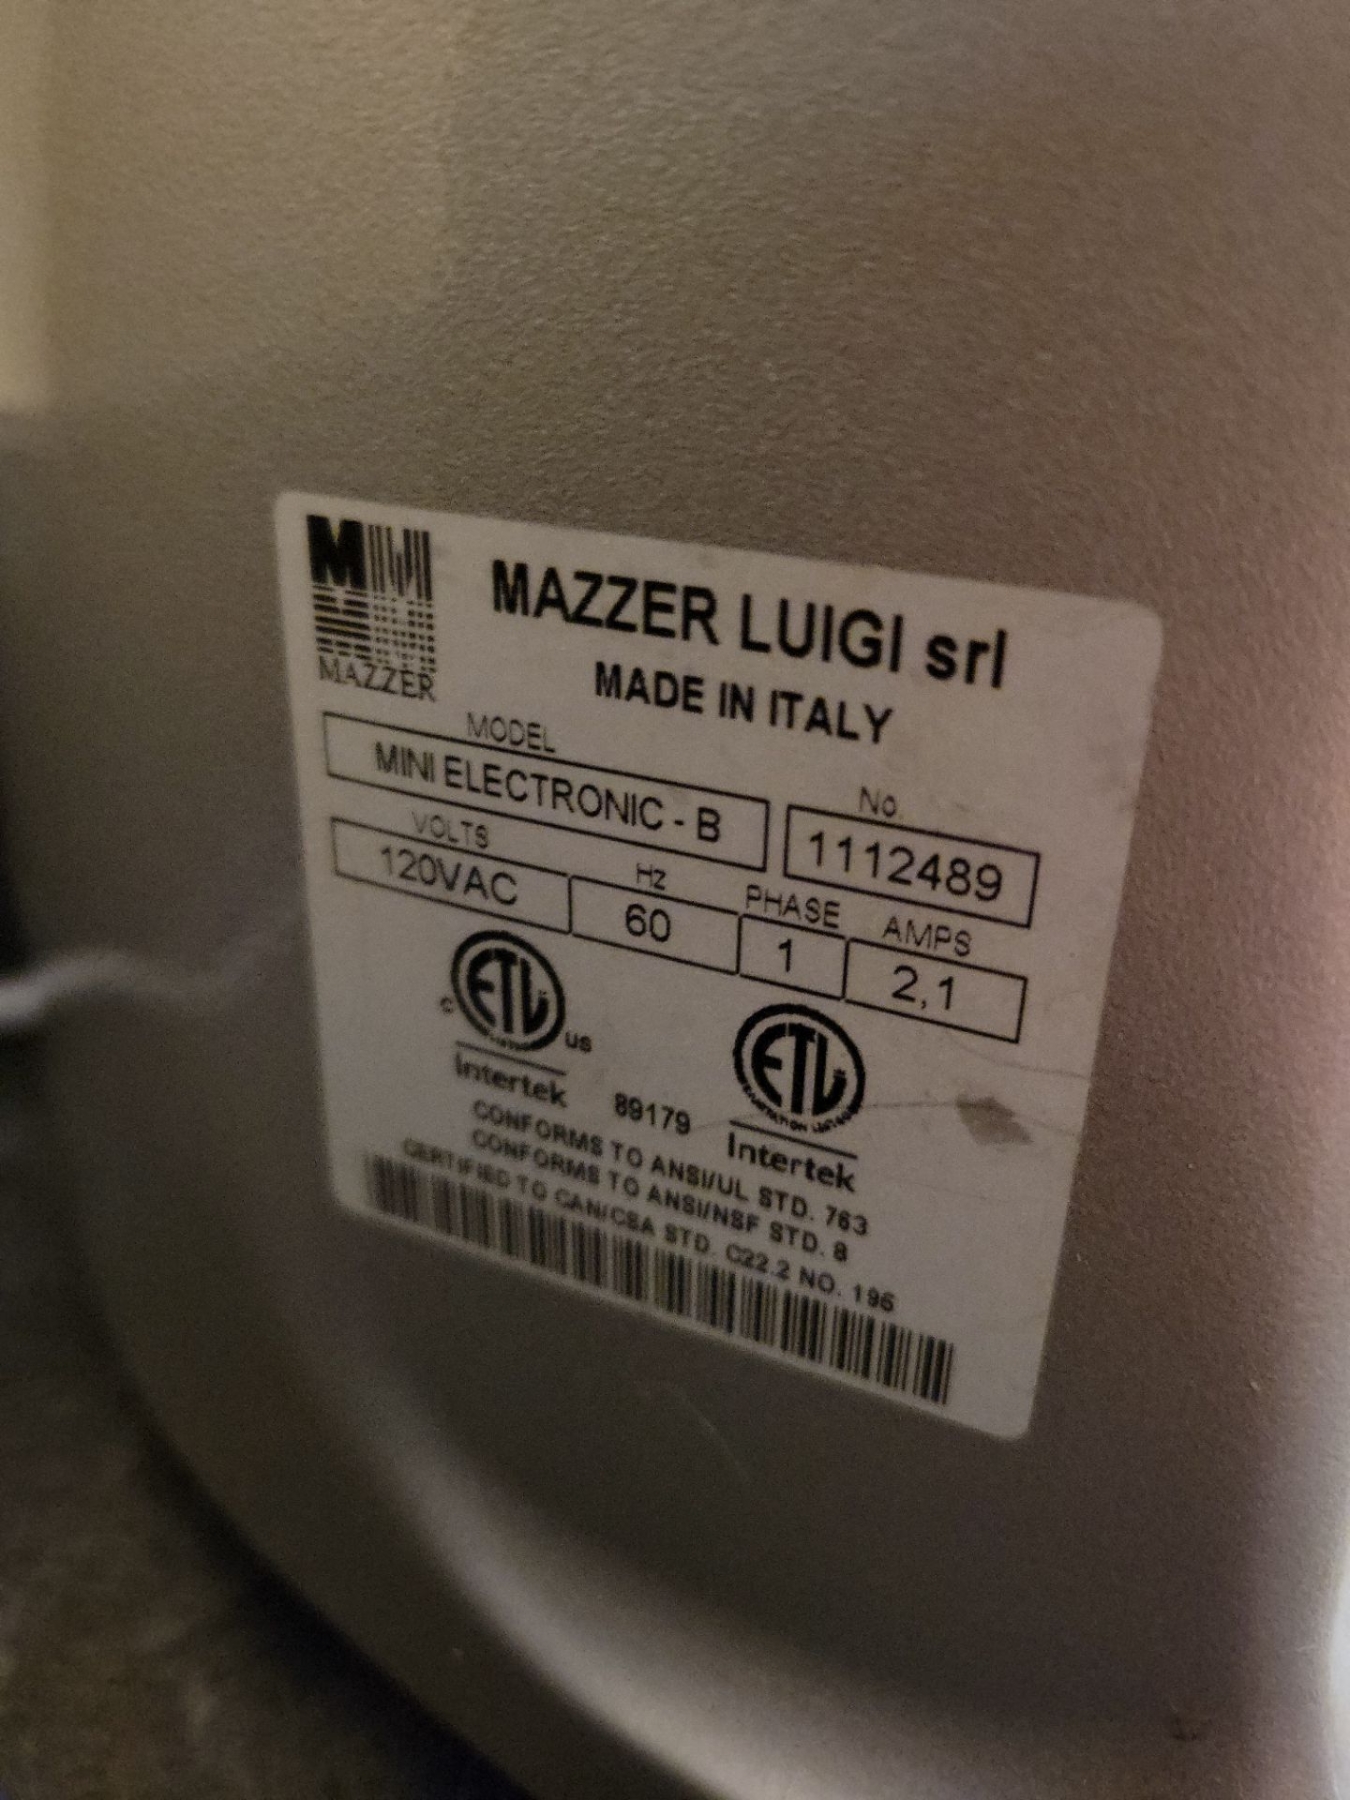 M
MAZZER
MAZZER LUIGI srl
MADE IN ITALY
MODEL
MINI ELECTRONIC - B
No.
1112489
VOLTS
Hz
PHASE
AMPS
120VAC
60
1
2,1
c ETL us
Intertek
89179
ETL
Intertek
CONFORMS TO ANSI/UL STD. 763
CONFORMS TO ANSI/NSF STD. 8
CERTIFIED TO CAN/CSA STD. C22.2 NO. 195